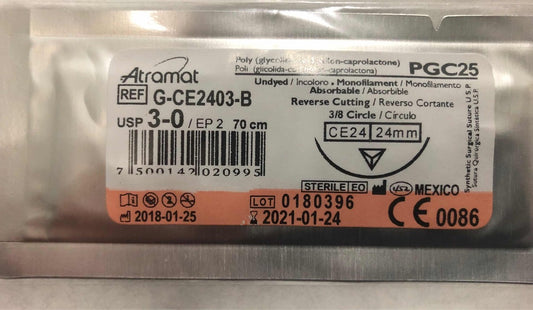 Atramat
Poly (glycolide-co-ε-caprolactone)
Poli (glicolida-co-ε-caprolactona)
PGC25
REF G-CE2403-B
Undyed / Incoloro • Monofilament / Monofilamento
Absorbable / Absorbible
Reverse Cutting / Reverso Cortante
3/8 Circle / Círculo
USP 3-0 / EP 2 70 cm
CE24 24mm
Synthetic Surgical Suture U.S.P.
Sutura Quirúrgica Sintética U.S.P.
7 500142 020995
STERILE EO
MEXICO
2018-01-25
LOT 0180396
2021-01-24
CE 0086